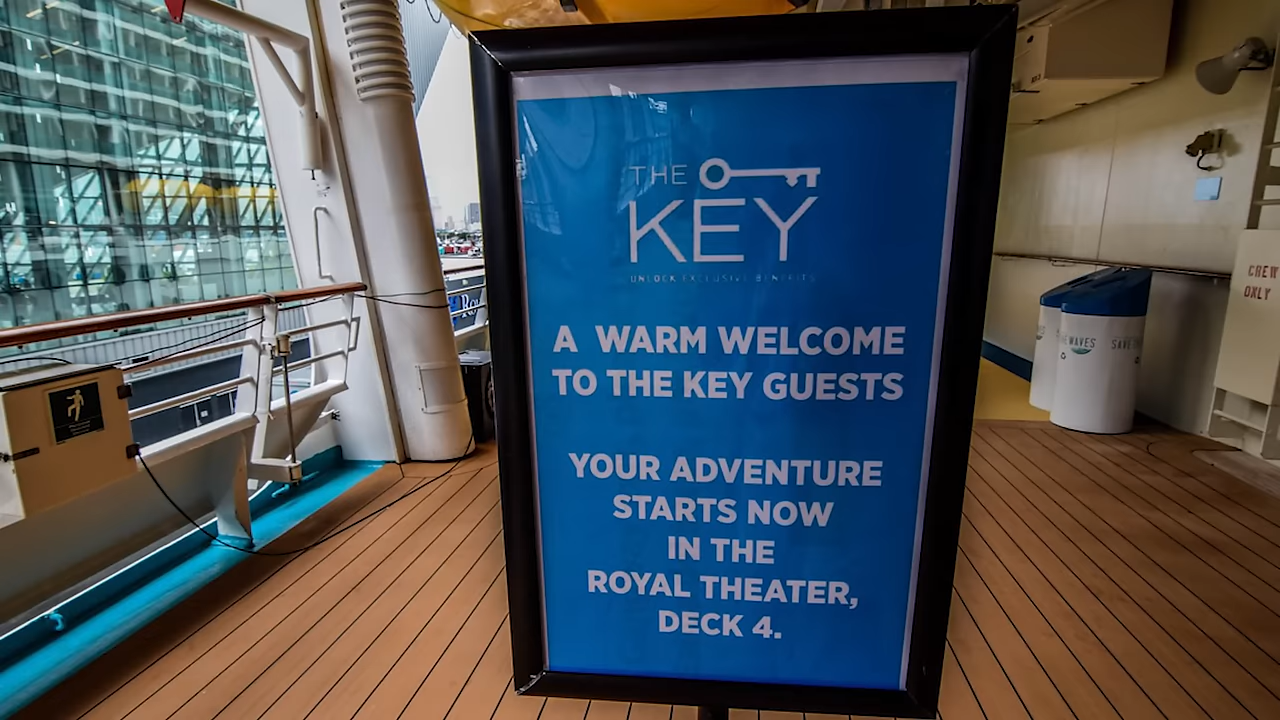 THE
KEY
UNLOCK EXCLUSIVE BENEFITS
A WARM WELCOME
TO THE KEY GUESTS
YOUR ADVENTURE
STARTS NOW
IN THE
ROYAL THEATER,
DECK 4.
CREW
ONLY
WAVES
SAVE